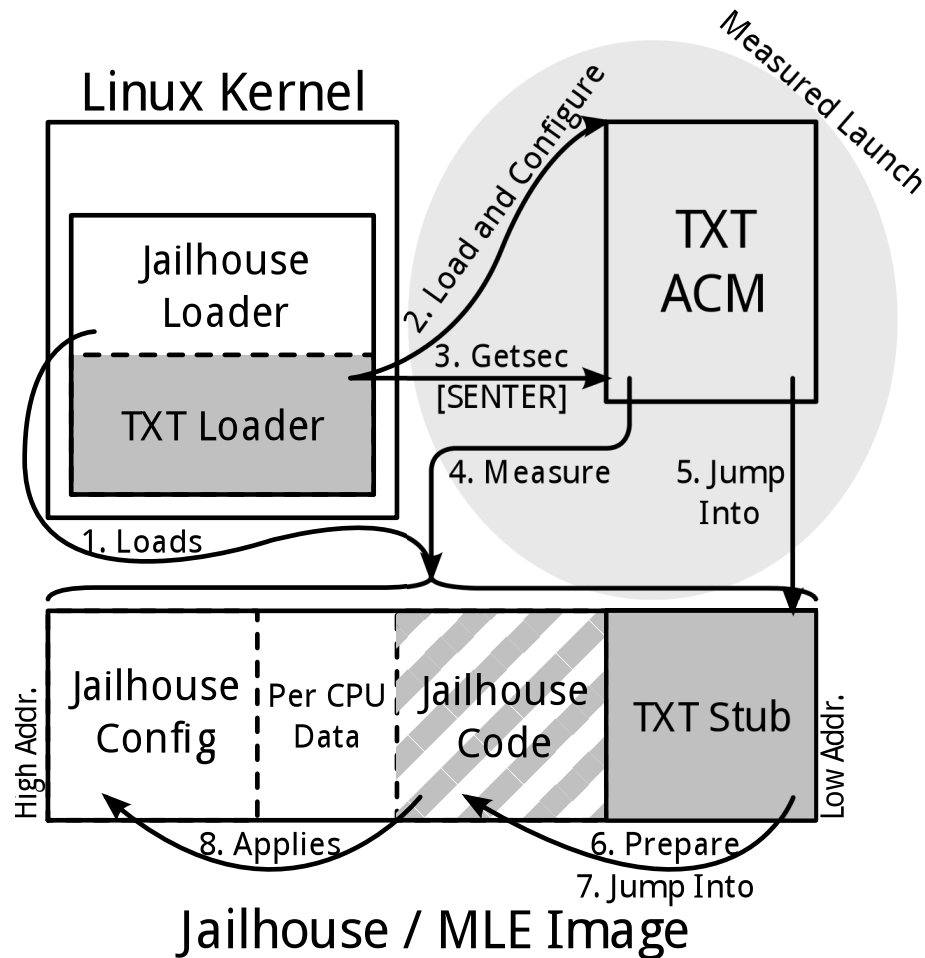 Measured Launch
Linux Kernel
Jailhouse
Loader
TXT Loader
2. Load and Configure
TXT
ACM
3. Getsec
[SENTER]
4. Measure
5. Jump
Into
1. Loads
High Addr.
Jailhouse
Config
Per CPU
Data
Jailhouse
Code
TXT Stub
Low Addr.
8. Applies
6. Prepare
7. Jump Into
Jailhouse / MLE Image